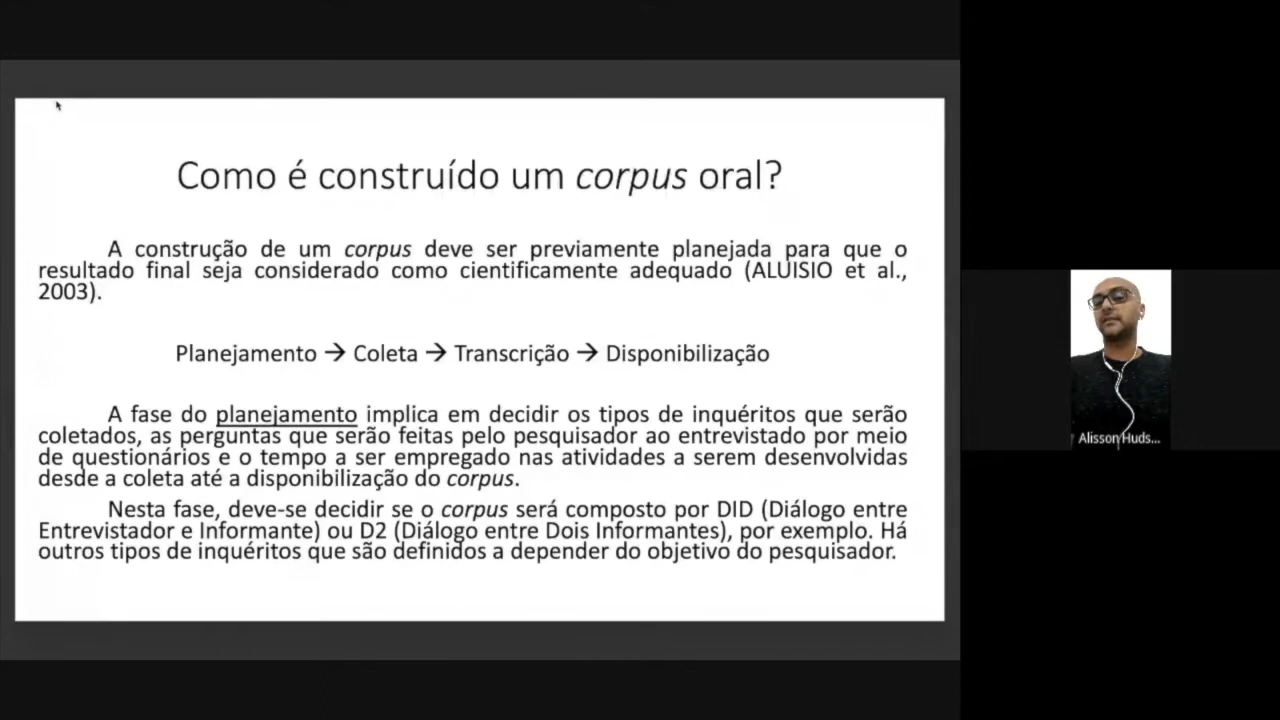 Como é construído um corpus oral?
A construção de um corpus deve ser previamente planejada para que o
resultado final seja considerado como cientificamente adequado (ALUISIO et al.,
2003).
Planejamento → Coleta → Transcrição → Disponibilização
A fase do planejamento implica em decidir os tipos de inquéritos que serão
coletados, as perguntas que serão feitas pelo pesquisador ao entrevistado por meio
de questionários e o tempo a ser empregado nas atividades a serem desenvolvidas
desde a coleta até a disponibilização do corpus.
Nesta fase, deve-se decidir se o corpus será composto por DID (Diálogo entre
Entrevistador e Informante) ou D2 (Diálogo entre Dois Informantes), por exemplo. Há
outros tipos de inquéritos que são definidos a depender do objetivo do pesquisador.
Alisson Huds...